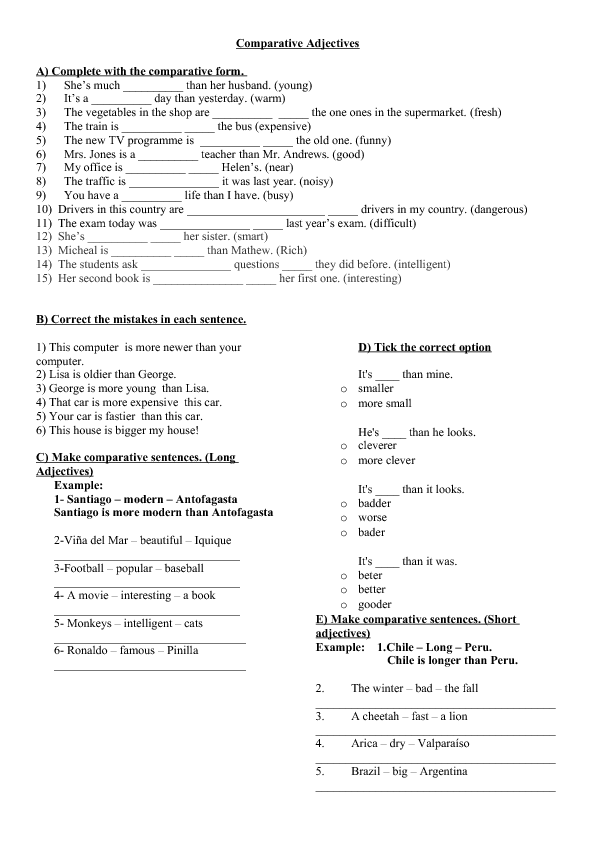 Comparative Adjectives
A) Complete with the comparative form.
1) She's much __________ than her husband. (young)
2) It's a __________ day than yesterday. (warm)
3) The vegetables in the shop are __________ _____ the one ones in the supermarket. (fresh)
4) The train is __________ _____ the bus (expensive)
5) The new TV programme is __________ _____ the old one. (funny)
6) Mrs. Jones is a __________ teacher than Mr. Andrews. (good)
7) My office is __________ _____ Helen's. (near)
8) The traffic is _______________ it was last year. (noisy)
9) You have a __________ life than I have. (busy)
10) Drivers in this country are _______________________ _____ drivers in my country. (dangerous)
11) The exam today was _______________ _____ last year's exam. (difficult)
12) She's __________ _____ her sister. (smart)
13) Micheal is __________ _____ than Mathew. (Rich)
14) The students ask _______________ questions _____ they did before. (intelligent)
15) Her second book is _______________ _____ her first one. (interesting)
B) Correct the mistakes in each sentence.
1) This computer is more newer than your
computer.
2) Lisa is oldier than George.
3) George is more young than Lisa.
4) That car is more expensive this car.
5) Your car is fastier than this car.
6) This house is bigger my house!
C) Make comparative sentences. (Long
Adjectives)
Example:
1- Santiago – modern – Antofagasta
Santiago is more modern than Antofagasta
2-Viña del Mar – beautiful – Iquique
_______________________________
3-Football – popular – baseball
_______________________________
4- A movie – interesting – a book
_______________________________
5- Monkeys – intelligent – cats
________________________________
6- Ronaldo – famous – Pinilla
________________________________
D) Tick the correct option
It's ____ than mine.
o smaller
o more small
He's ____ than he looks.
o cleverer
o more clever
It's ____ than it looks.
o badder
o worse
o bader
It's ____ than it was.
o beter
o better
o gooder
E) Make comparative sentences. (Short
adjectives)
Example: 1.Chile – Long – Peru.
Chile is longer than Peru.
2. The winter – bad – the fall
________________________________________
3. A cheetah – fast – a lion
________________________________________
4. Arica – dry – Valparaíso
________________________________________
5. Brazil – big – Argentina
________________________________________